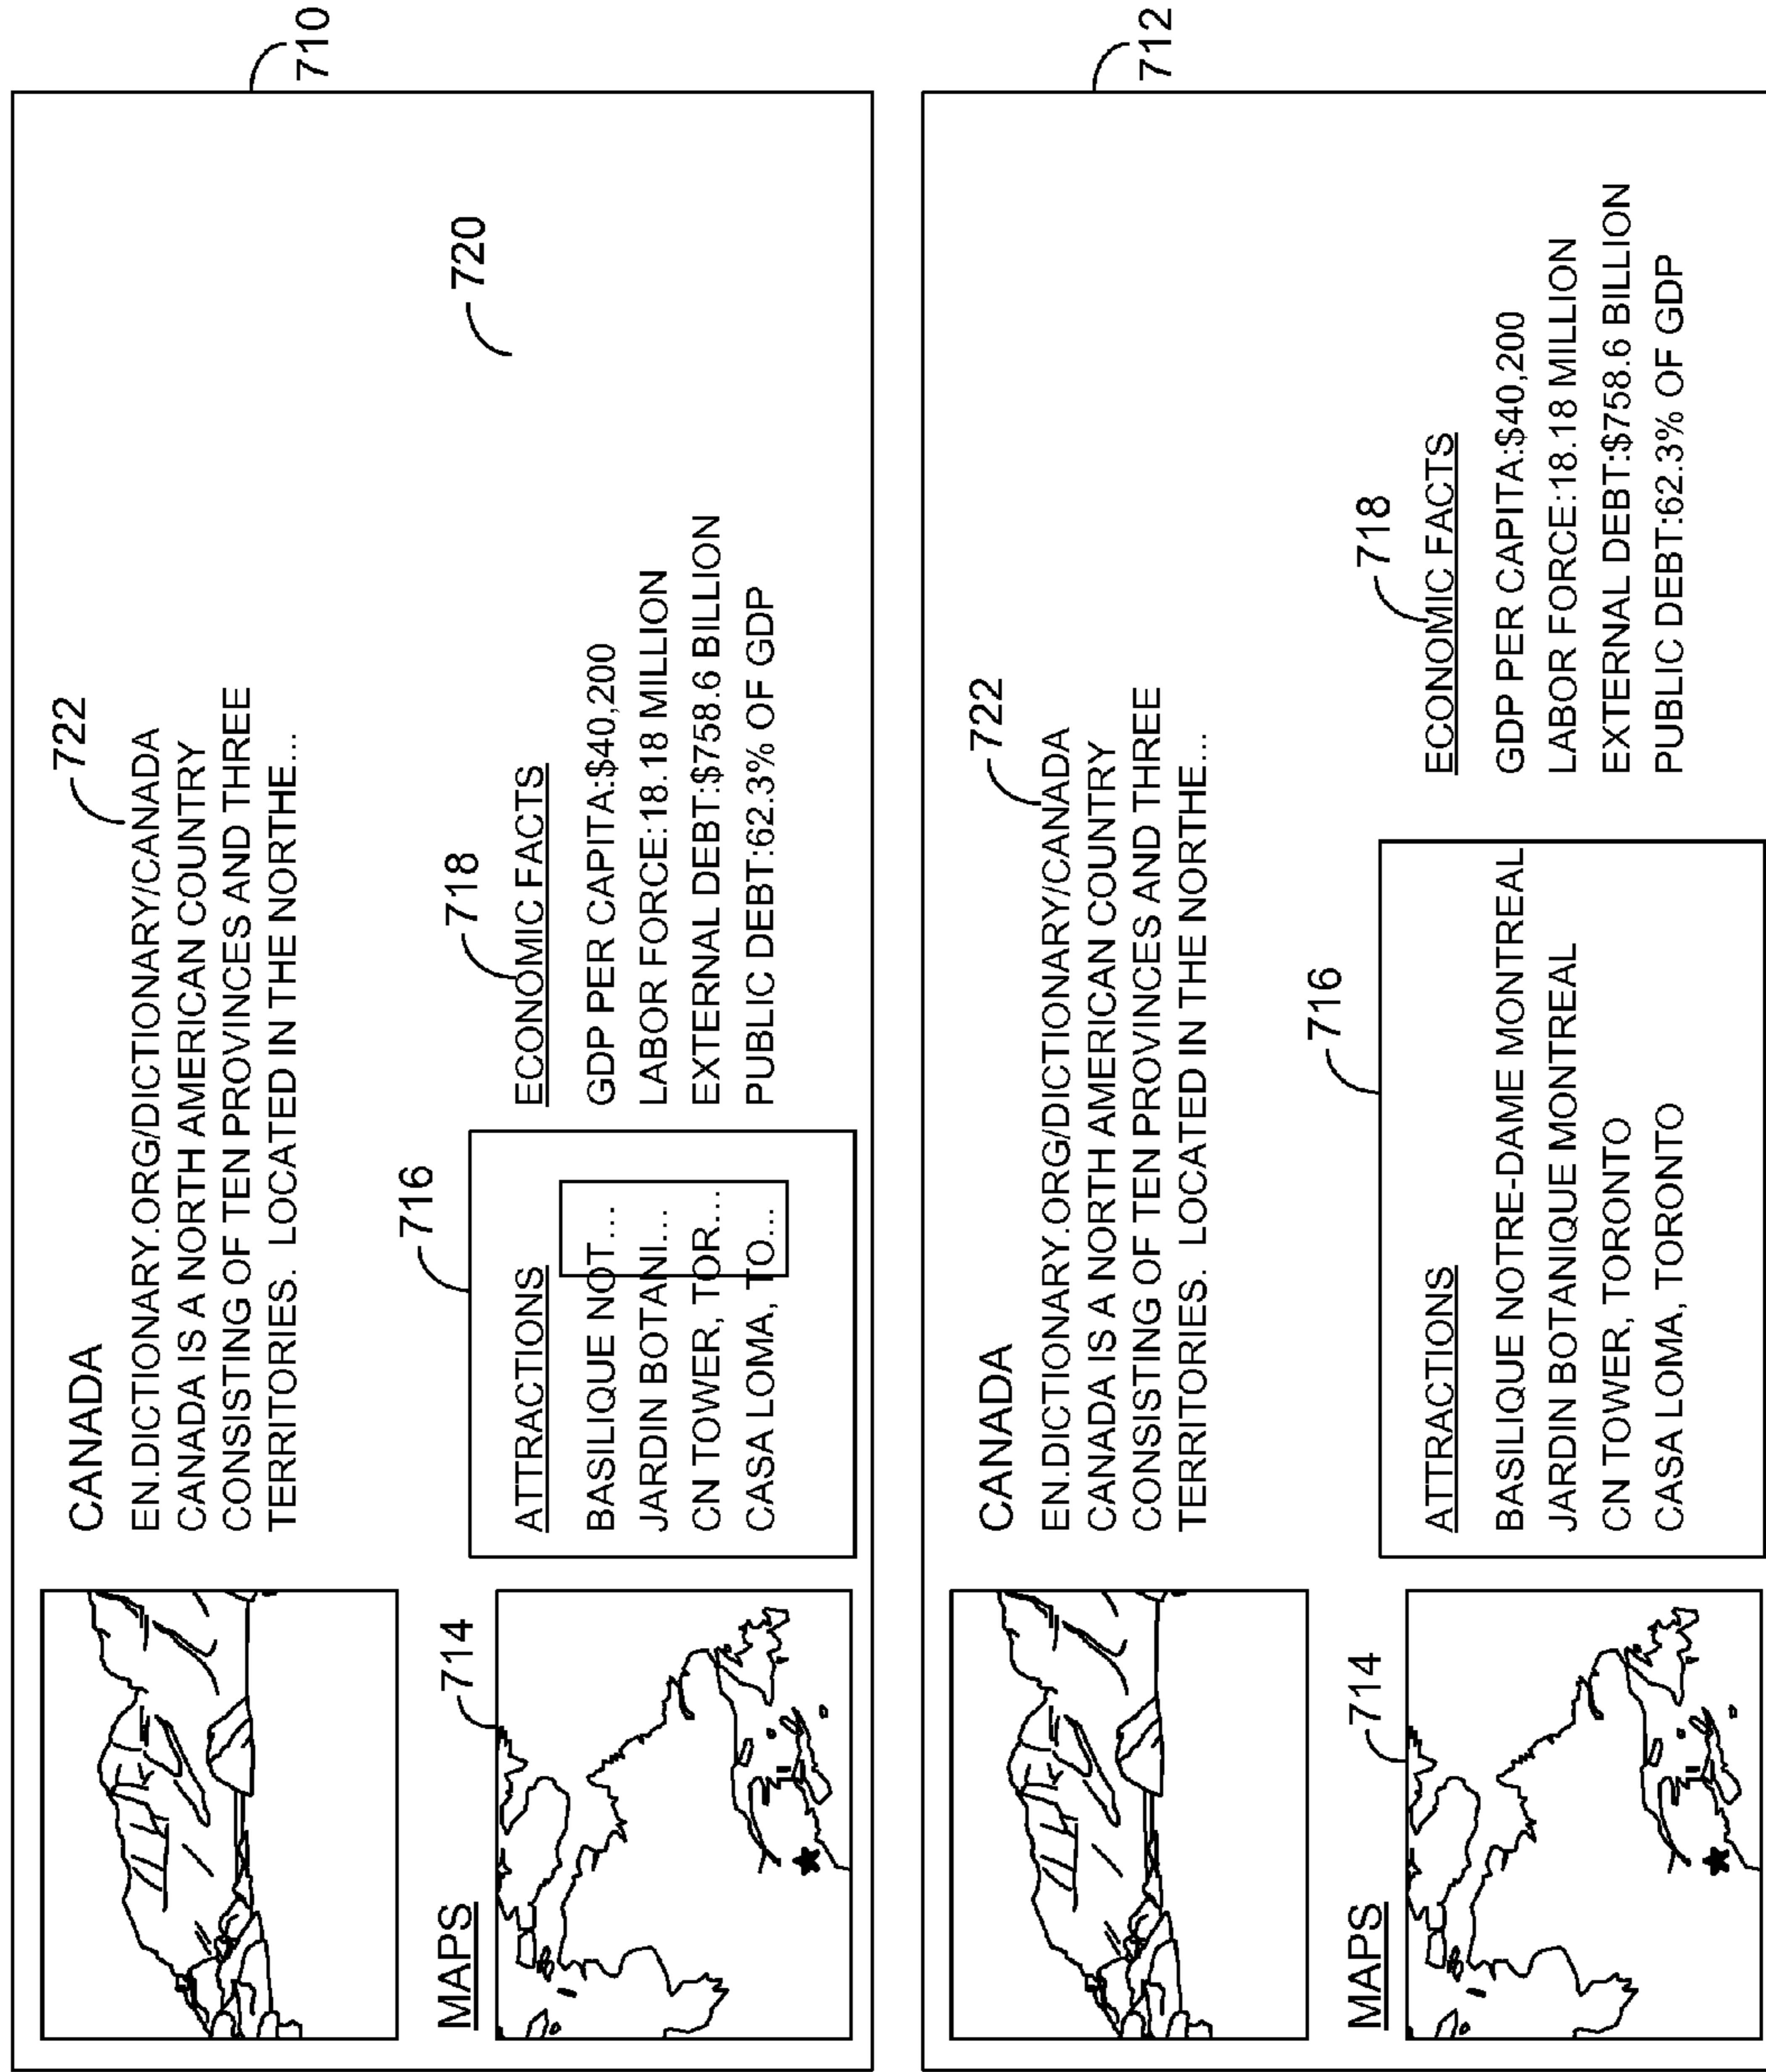 710
CANADA
722
EN.DICTIONARY.ORG/DICTIONARY/CANADA
CANADA IS A NORTH AMERICAN COUNTRY
CONSISTING OF TEN PROVINCES AND THREE
TERRITORIES. LOCATED IN THE NORTHE...
720
MAPS
714
716
ATTRACTIONS
BASILIQUE NOT...
JARDIN BOTANI...
CN TOWER, TOR...
CASA LOMA, TO...
718
ECONOMIC FACTS
GDP PER CAPITA:$40,200
LABOR FORCE:18.18 MILLION
EXTERNAL DEBT:$758.6 BILLION
PUBLIC DEBT:62.3% OF GDP
712
CANADA
722
EN.DICTIONARY.ORG/DICTIONARY/CANADA
CANADA IS A NORTH AMERICAN COUNTRY
CONSISTING OF TEN PROVINCES AND THREE
TERRITORIES. LOCATED IN THE NORTHE...
MAPS
714
716
ATTRACTIONS
BASILIQUE NOTRE-DAME MONTREAL
JARDIN BOTANIQUE MONTREAL
CN TOWER, TORONTO
CASA LOMA, TORONTO
718
ECONOMIC FACTS
GDP PER CAPITA:$40,200
LABOR FORCE:18.18 MILLION
EXTERNAL DEBT:$758.6 BILLION
PUBLIC DEBT:62.3% OF GDP